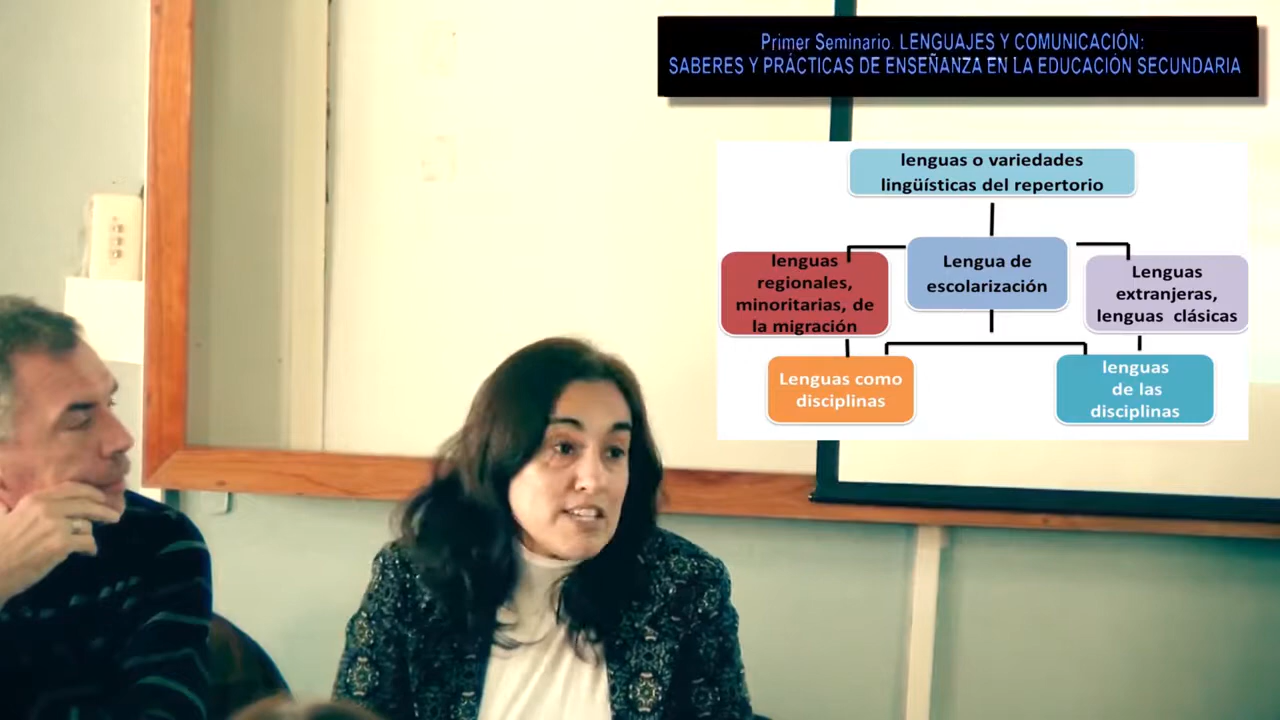 Primer Seminario. LENGUAJES Y COMUNICACIÓN:
SABERES Y PRÁCTICAS DE ENSEÑANZA EN LA EDUCACIÓN SECUNDARIA
lenguas o variedades
lingüísticas del repertorio
lenguas
regionales,
minoritarias, de
la migración
Lengua de
escolarización
Lenguas
extranjeras,
lenguas clásicas
Lenguas como
disciplinas
lenguas
de las
disciplinas